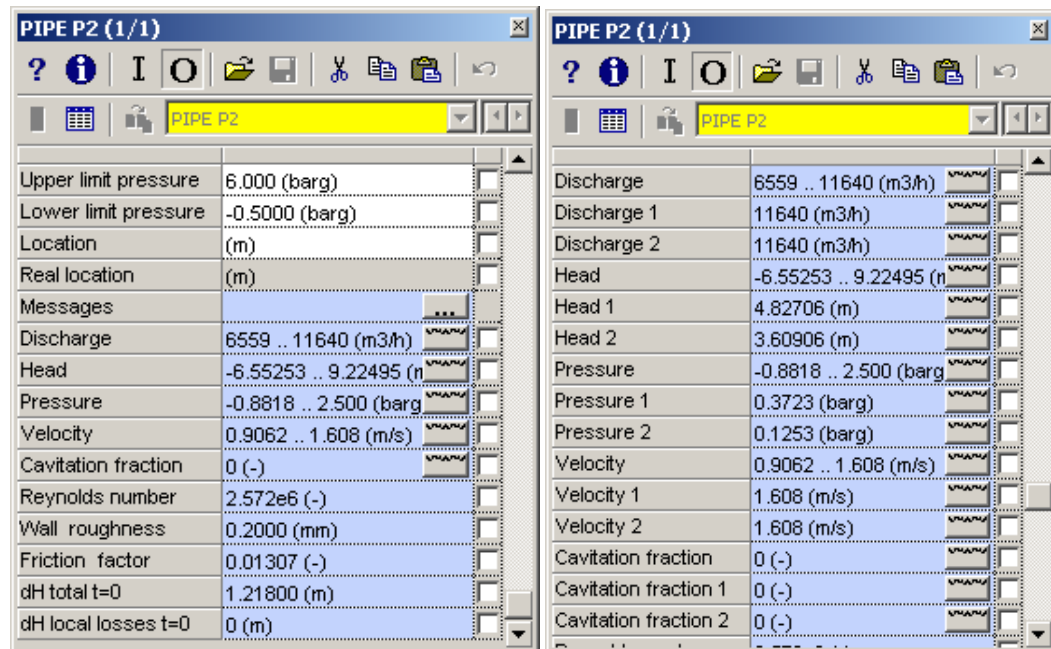 PIPE P2 (1/1)
? i I O
PIPE P2
Upper limit pressure 6.000 (barg)
Lower limit pressure -0.5000 (barg)
Location (m)
Real location (m)
Messages ...
Discharge 6559 .. 11640 (m3/h)
Head -6.55253 .. 9.22495 (m
Pressure -0.8818 .. 2.500 (barg
Velocity 0.9062 .. 1.608 (m/s)
Cavitation fraction 0 (-)
Reynolds number 2.572e6 (-)
Wall roughness 0.2000 (mm)
Friction factor 0.01307 (-)
dH total t=0 1.21800 (m)
dH local losses t=0 0 (m)
PIPE P2 (1/1)
? i I O
PIPE P2
Discharge 6559 .. 11640 (m3/h)
Discharge 1 11640 (m3/h)
Discharge 2 11640 (m3/h)
Head -6.55253 .. 9.22495 (m
Head 1 4.82706 (m)
Head 2 3.60906 (m)
Pressure -0.8818 .. 2.500 (barg
Pressure 1 0.3723 (barg)
Pressure 2 0.1253 (barg)
Velocity 0.9062 .. 1.608 (m/s)
Velocity 1 1.608 (m/s)
Velocity 2 1.608 (m/s)
Cavitation fraction 0 (-)
Cavitation fraction 1 0 (-)
Cavitation fraction 2 0 (-)